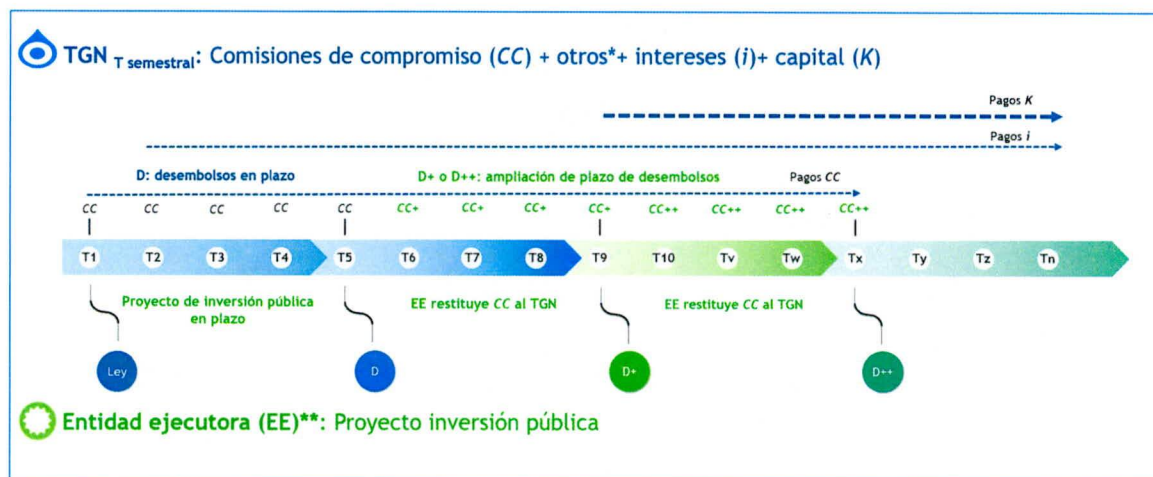 TGN T semestral: Comisiones de compromiso (CC) + otros*+ intereses (i)+ capital (K)
Pagos K
Pagos i
D: desembolsos en plazo D+ o D++: ampliación de plazo de desembolsos Pagos CC
CC CC CC CC CC CC+ CC+ CC+ CC+ CC++ CC++ CC++ CC++
T1 T2 T3 T4 T5 T6 T7 T8 T9 T10 Tv Tw Tx Ty Tz Tn
Proyecto de inversión pública
en plazo
EE restituye CC al TGN EE restituye CC al TGN
Ley D D+ D++
Entidad ejecutora (EE)**: Proyecto inversión pública